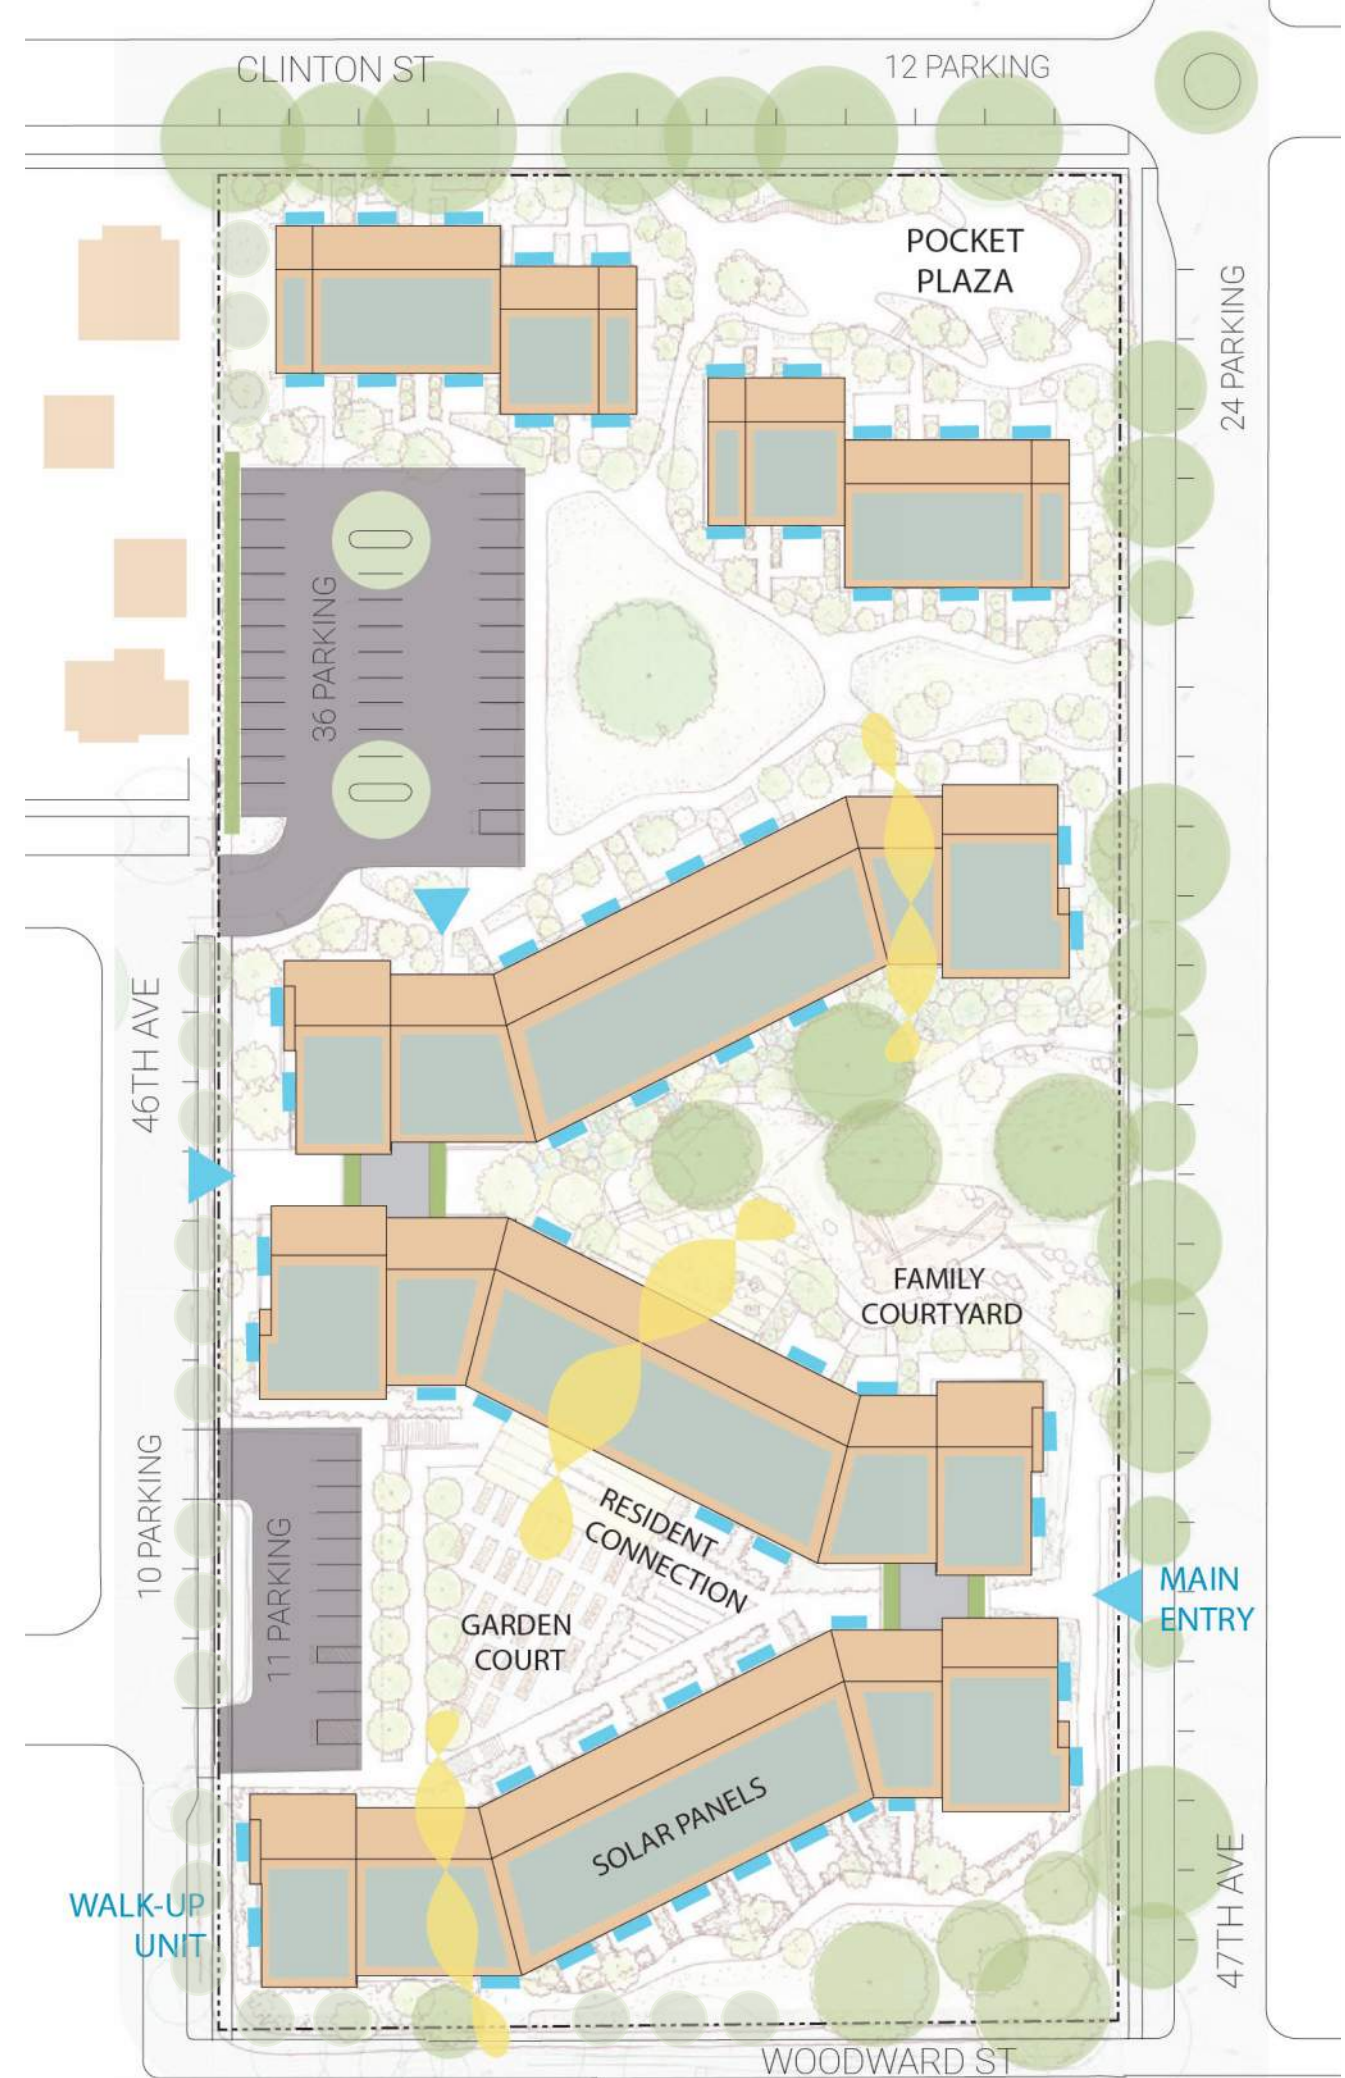 CLINTON ST
12 PARKING
POCKET
PLAZA
24 PARKING
36 PARKING
46TH AVE
FAMILY
COURTYARD
10 PARKING
11 PARKING
RESIDENT
CONNECTION
GARDEN
COURT
MAIN
ENTRY
SOLAR PANELS
WALK-UP
UNIT
47TH AVE
WOODWARD ST